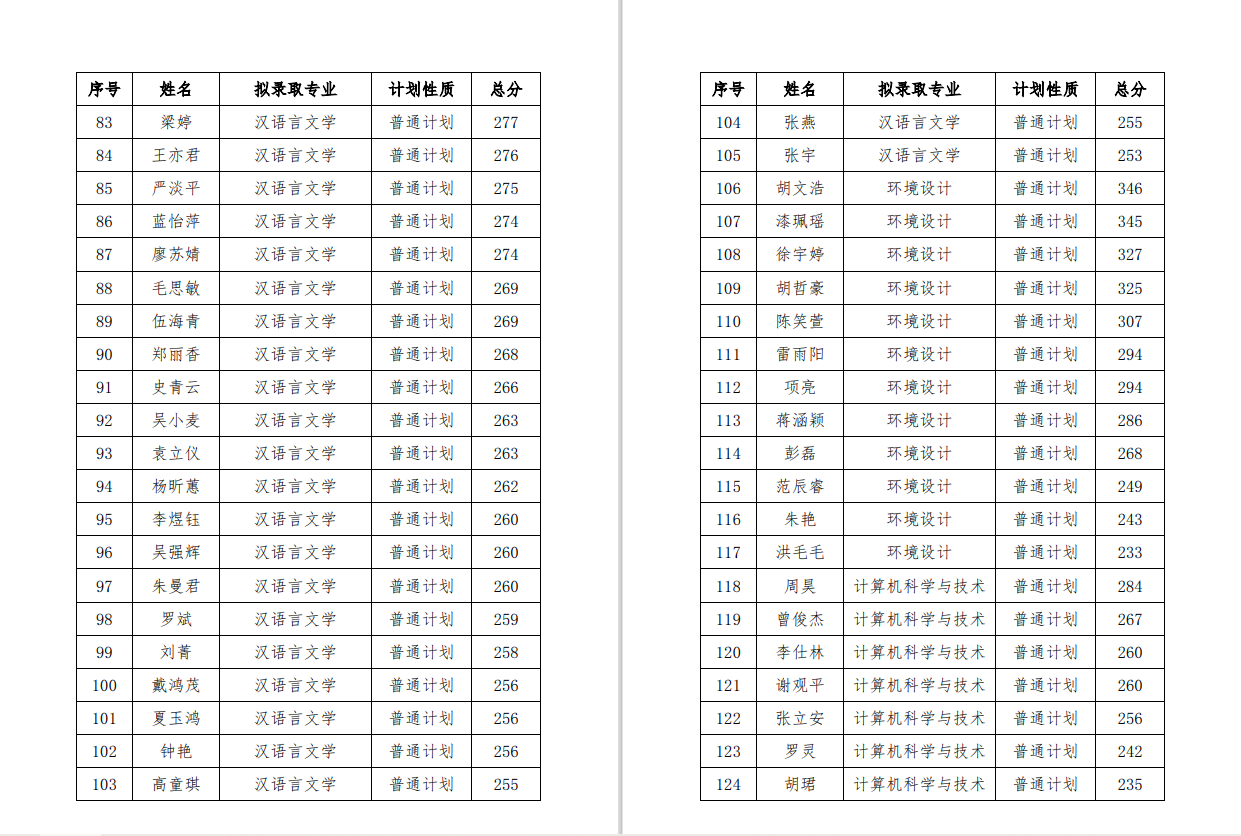 序号 姓名 拟录取专业 计划性质 总分
83 梁婷 汉语言文学 普通计划 277
84 王亦君 汉语言文学 普通计划 276
85 严淡平 汉语言文学 普通计划 275
86 蓝怡萍 汉语言文学 普通计划 274
87 廖苏婧 汉语言文学 普通计划 274
88 毛思敏 汉语言文学 普通计划 269
89 伍海青 汉语言文学 普通计划 269
90 郑丽香 汉语言文学 普通计划 268
91 史青云 汉语言文学 普通计划 266
92 吴小麦 汉语言文学 普通计划 263
93 袁立仪 汉语言文学 普通计划 263
94 杨昕蕙 汉语言文学 普通计划 262
95 李煜钰 汉语言文学 普通计划 260
96 吴强辉 汉语言文学 普通计划 260
97 朱曼君 汉语言文学 普通计划 260
98 罗斌 汉语言文学 普通计划 259
99 刘菁 汉语言文学 普通计划 258
100 戴鸿茂 汉语言文学 普通计划 256
101 夏玉鸿 汉语言文学 普通计划 256
102 钟艳 汉语言文学 普通计划 256
103 高童琪 汉语言文学 普通计划 255
序号 姓名 拟录取专业 计划性质 总分
104 张燕 汉语言文学 普通计划 255
105 张宇 汉语言文学 普通计划 253
106 胡文浩 环境设计 普通计划 346
107 漆珮瑶 环境设计 普通计划 345
108 徐宇婷 环境设计 普通计划 327
109 胡哲豪 环境设计 普通计划 325
110 陈笑萱 环境设计 普通计划 307
111 雷雨阳 环境设计 普通计划 294
112 项亮 环境设计 普通计划 294
113 蒋涵颖 环境设计 普通计划 286
114 彭磊 环境设计 普通计划 268
115 范辰睿 环境设计 普通计划 249
116 朱艳 环境设计 普通计划 243
117 洪毛毛 环境设计 普通计划 233
118 周昊 计算机科学与技术 普通计划 284
119 曾俊杰 计算机科学与技术 普通计划 267
120 李仕林 计算机科学与技术 普通计划 260
121 谢观平 计算机科学与技术 普通计划 260
122 张立安 计算机科学与技术 普通计划 256
123 罗灵 计算机科学与技术 普通计划 242
124 胡珺 计算机科学与技术 普通计划 235